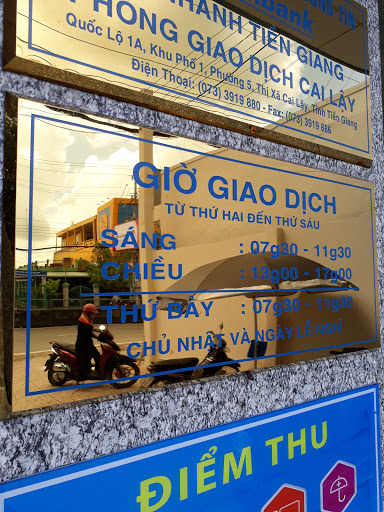 NHÁNH TIỀN GIANG
PHÒNG GIAO DỊCH CAI LẬY
Quốc Lộ 1A, Khu Phố 1, Phường 5, Thị Xã Cai Lậy, Tỉnh Tiền Giang
Điện Thoại: (073) 3919 880 - Fax: (073) 3919 886
GIỜ GIAO DỊCH
TỪ THỨ HAI ĐẾN THỨ SÁU
SÁNG : 07g30 - 11g30
CHIỀU : 13g00 - 17g00
THỨ BẢY : 07g30 - 11g30
CHỦ NHẬT VÀ NGÀY LỄ NGHỈ
ĐIỂM THU